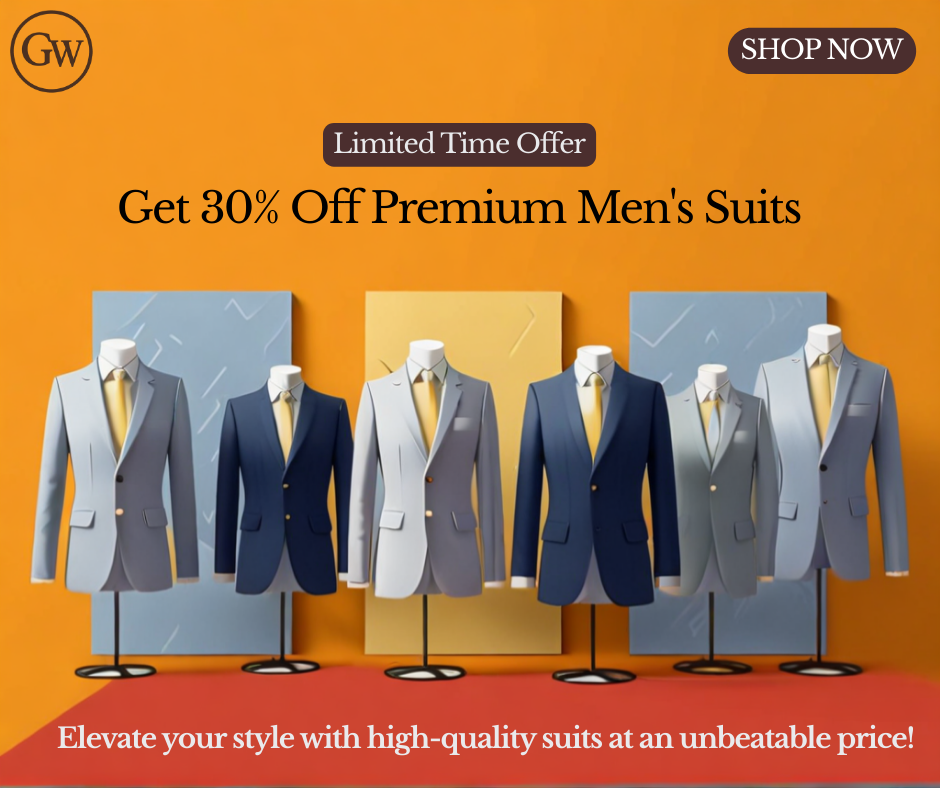 GW
SHOP NOW
Limited Time Offer
Get 30% Off Premium Men's Suits
Elevate your style with high-quality suits at an unbeatable price!